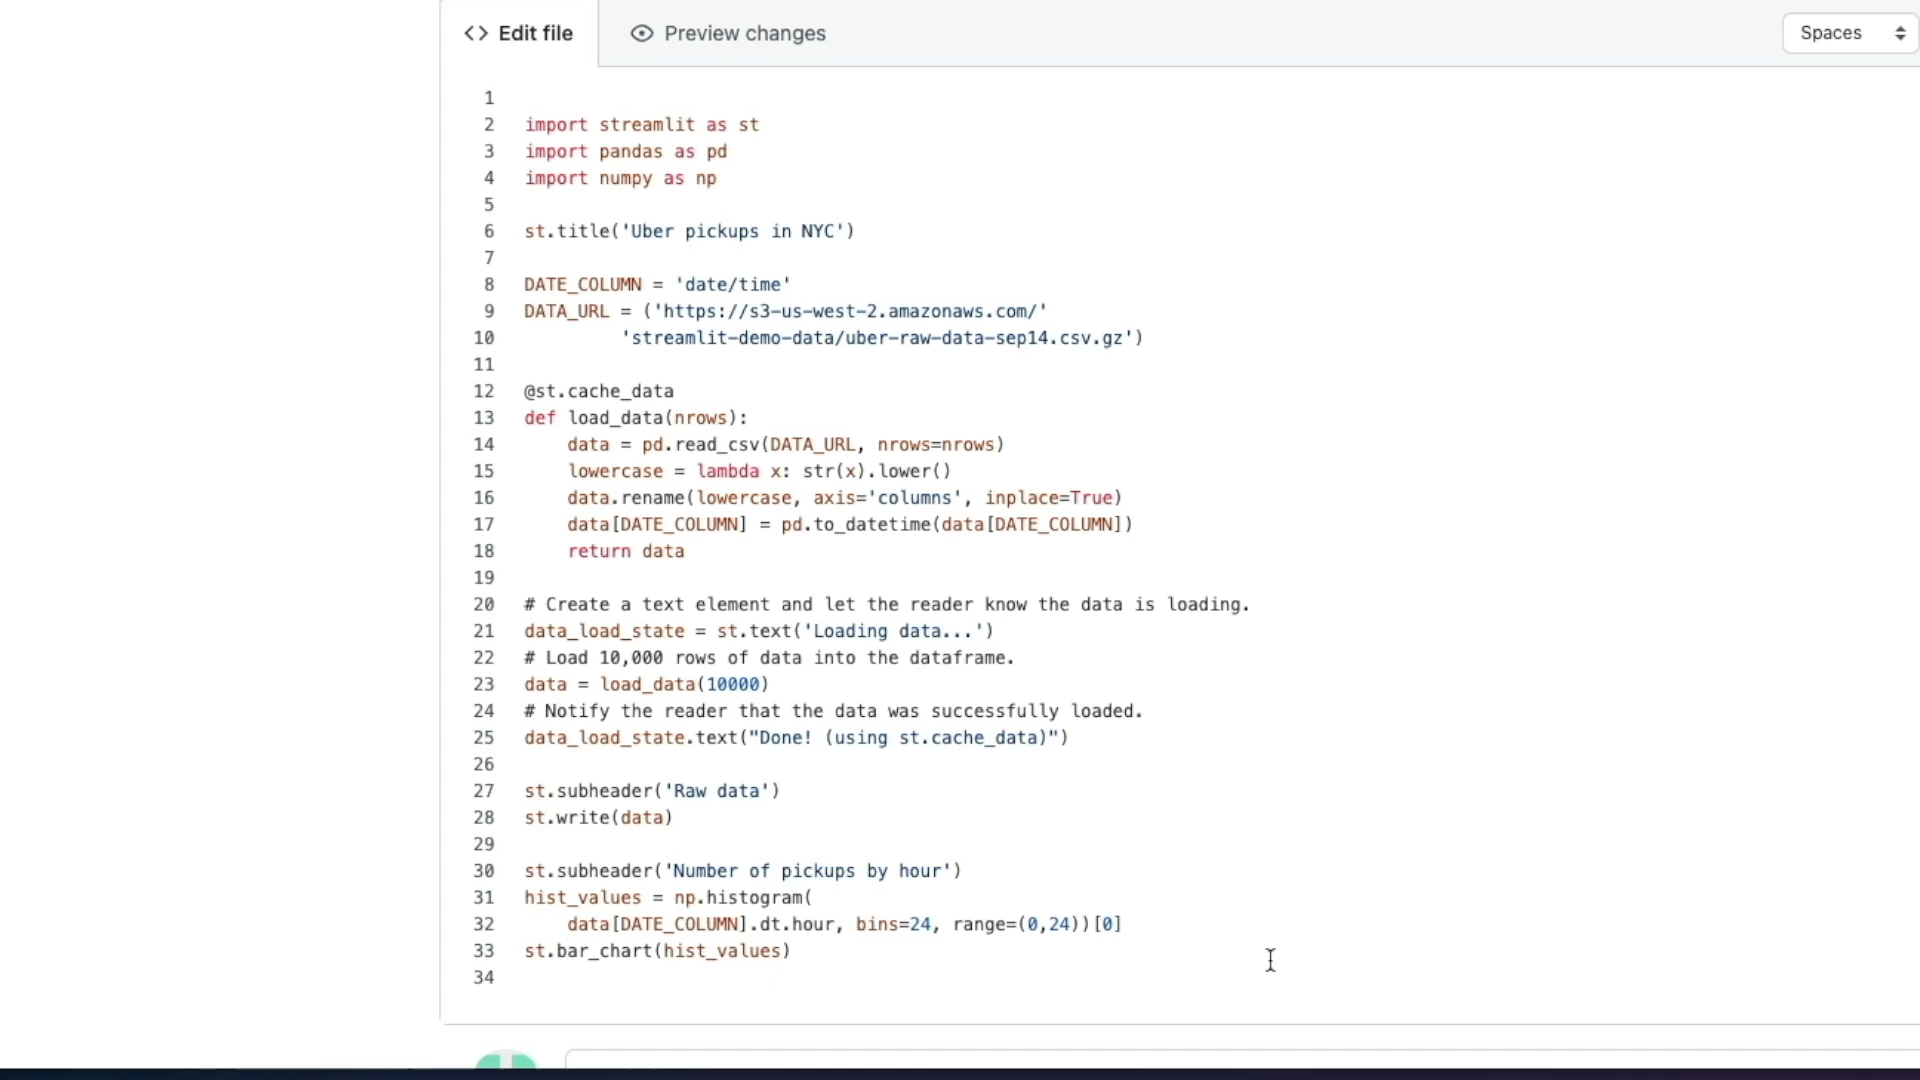 <> Edit file
Preview changes
Spaces
1
2 import streamlit as st
3 import pandas as pd
4 import numpy as np
5
6 st.title('Uber pickups in NYC')
7
8 DATE_COLUMN = 'date/time'
9 DATA_URL = ('https://s3-us-west-2.amazonaws.com/'
10 'streamlit-demo-data/uber-raw-data-sep14.csv.gz')
11
12 @st.cache_data
13 def load_data(nrows):
14 data = pd.read_csv(DATA_URL, nrows=nrows)
15 lowercase = lambda x: str(x).lower()
16 data.rename(lowercase, axis='columns', inplace=True)
17 data[DATE_COLUMN] = pd.to_datetime(data[DATE_COLUMN])
18 return data
19
20 # Create a text element and let the reader know the data is loading.
21 data_load_state = st.text('Loading data...')
22 # Load 10,000 rows of data into the dataframe.
23 data = load_data(10000)
24 # Notify the reader that the data was successfully loaded.
25 data_load_state.text("Done! (using st.cache_data)")
26
27 st.subheader('Raw data')
28 st.write(data)
29
30 st.subheader('Number of pickups by hour')
31 hist_values = np.histogram(
32 data[DATE_COLUMN].dt.hour, bins=24, range=(0,24))[0]
33 st.bar_chart(hist_values)
34